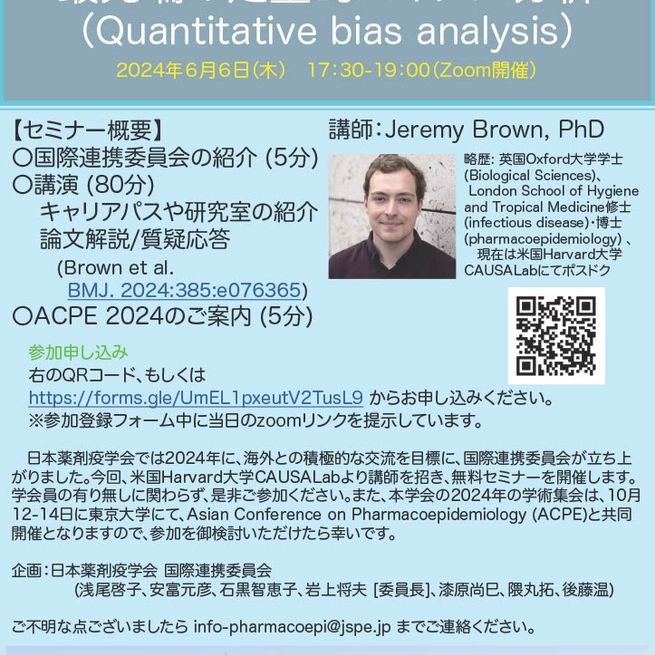 (Quantitative bias analysis)
2024年6月6日(木) 17:30-19:00(Zoom開催)
【セミナー概要】
〇国際連携委員会の紹介 (5分)
〇講演 (80分)
キャリアパスや研究室の紹介
論文解説/質疑応答
(Brown et al.
BMJ. 2024:385:e076365)
〇ACPE 2024のご案内 (5分)
講師：Jeremy Brown, PhD
略歴: 英国Oxford大学学士
(Biological Sciences)、
London School of Hygiene
and Tropical Medicine修士
(infectious disease)・博士
(pharmacoepidemiology) 、
現在は米国Harvard大学
CAUSALabにてポスドク
参加申し込み
右のQRコード、もしくは
https://forms.gle/UmEL1pxeutV2TusL9 からお申し込みください。
※参加登録フォーム中に当日のzoomリンクを提示しています。
日本薬剤疫学会では2024年に、海外との積極的な交流を目標に、国際連携委員会が立ち上
がりました。今回、米国Harvard大学CAUSALabより講師を招き、無料セミナーを開催します。
学会員の有り無しに関わらず、是非ご参加ください。また、本学会の2024年の学術集会は、10月
12-14日に東京大学にて、Asian Conference on Pharmacoepidemiology (ACPE)と共同
開催となりますので、参加を御検討いただけたら幸いです。
企画：日本薬剤疫学会 国際連携委員会
(浅尾啓子、安富元彦、石黒智恵子、岩上将夫 [委員長]、漆原尚巳、隈丸拓、後藤温)
ご不明な点ございましたら info-pharmacoepi@jspe.jp までご連絡ください。